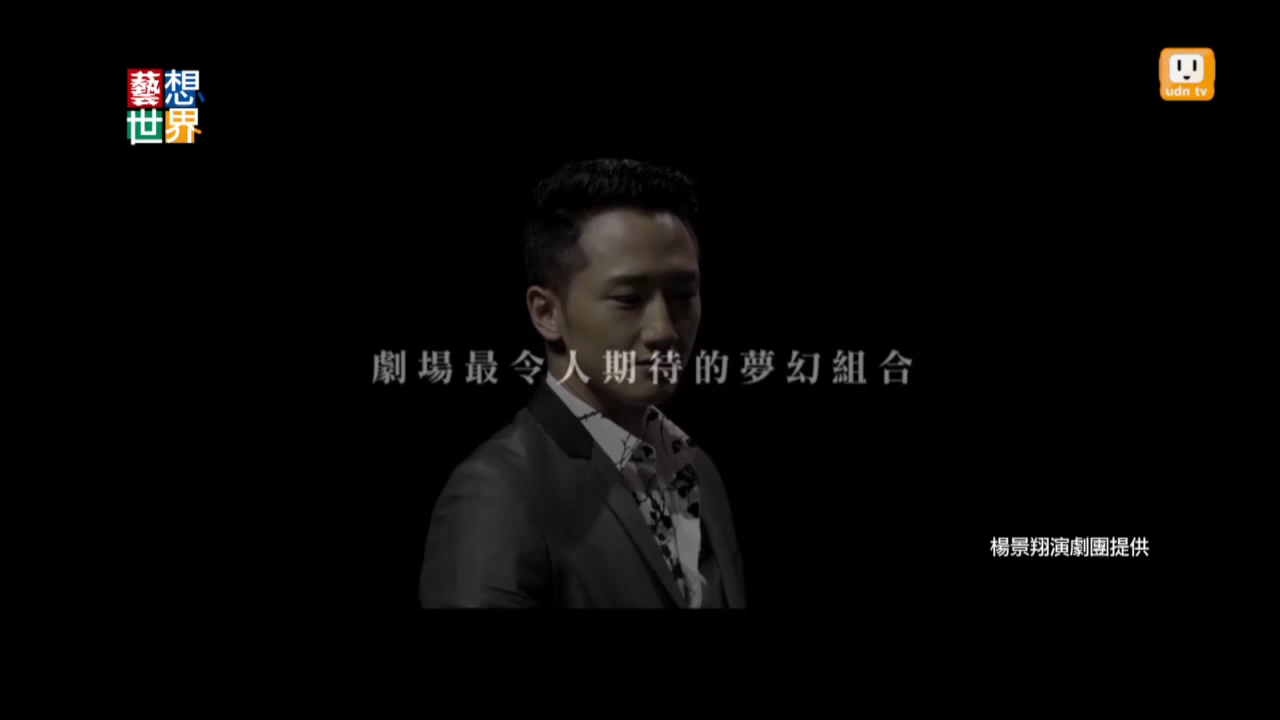 藝想
世界
udn tv
劇場最令人期待的夢幻組合
楊景翔演劇團提供